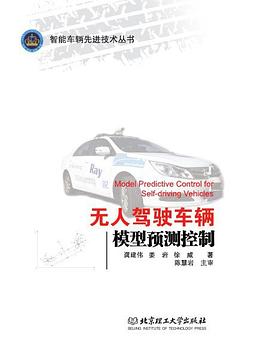 智能车辆先进技术丛书
Ray
Model Predictive Control for
Self-driving Vehicles
无人驾驶车辆
模型预测控制
龚建伟 姜岩 徐威 著
陈慧岩 主审
北京理工大学出版社
BEIJING INSTITUTE OF TECHNOLOGY PRESS